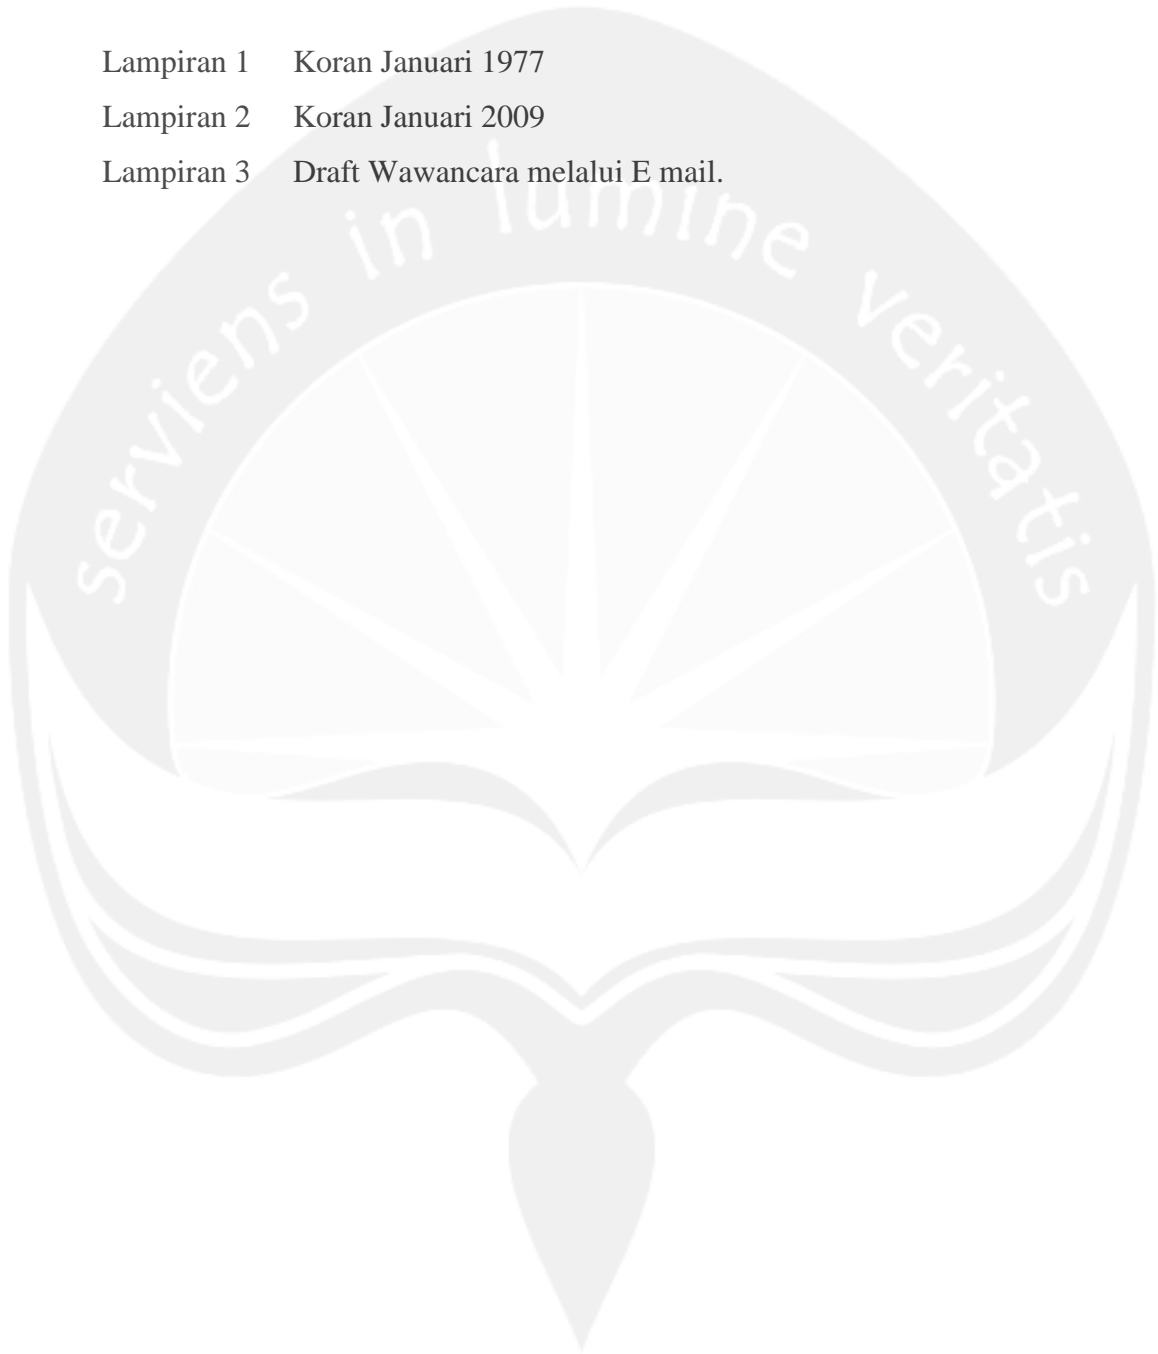 Lampiran 1 Koran Januari 1977
Lampiran 2 Koran Januari 2009
Lampiran 3 Draft Wawancara melalui E mail.
serviens in lumine veritatis